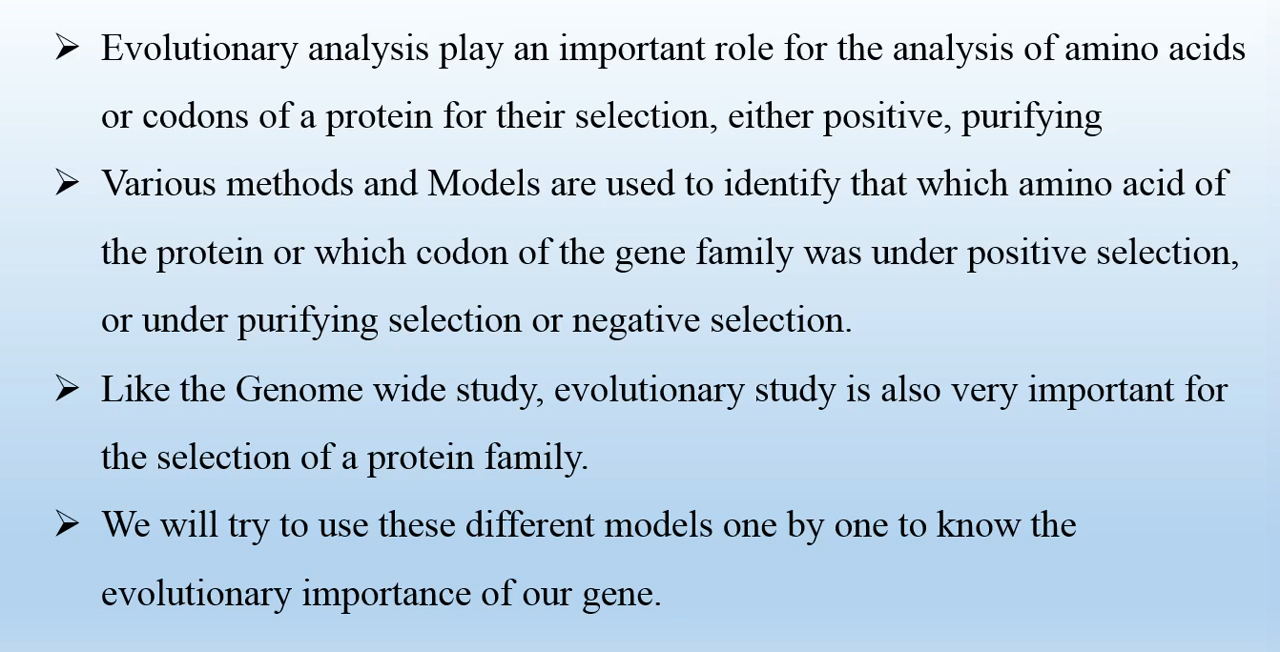 ➢ Evolutionary analysis play an important role for the analysis of amino acids
or codons of a protein for their selection, either positive, purifying
➢ Various methods and Models are used to identify that which amino acid of
the protein or which codon of the gene family was under positive selection,
or under purifying selection or negative selection.
➢ Like the Genome wide study, evolutionary study is also very important for
the selection of a protein family.
➢ We will try to use these different models one by one to know the
evolutionary importance of our gene.